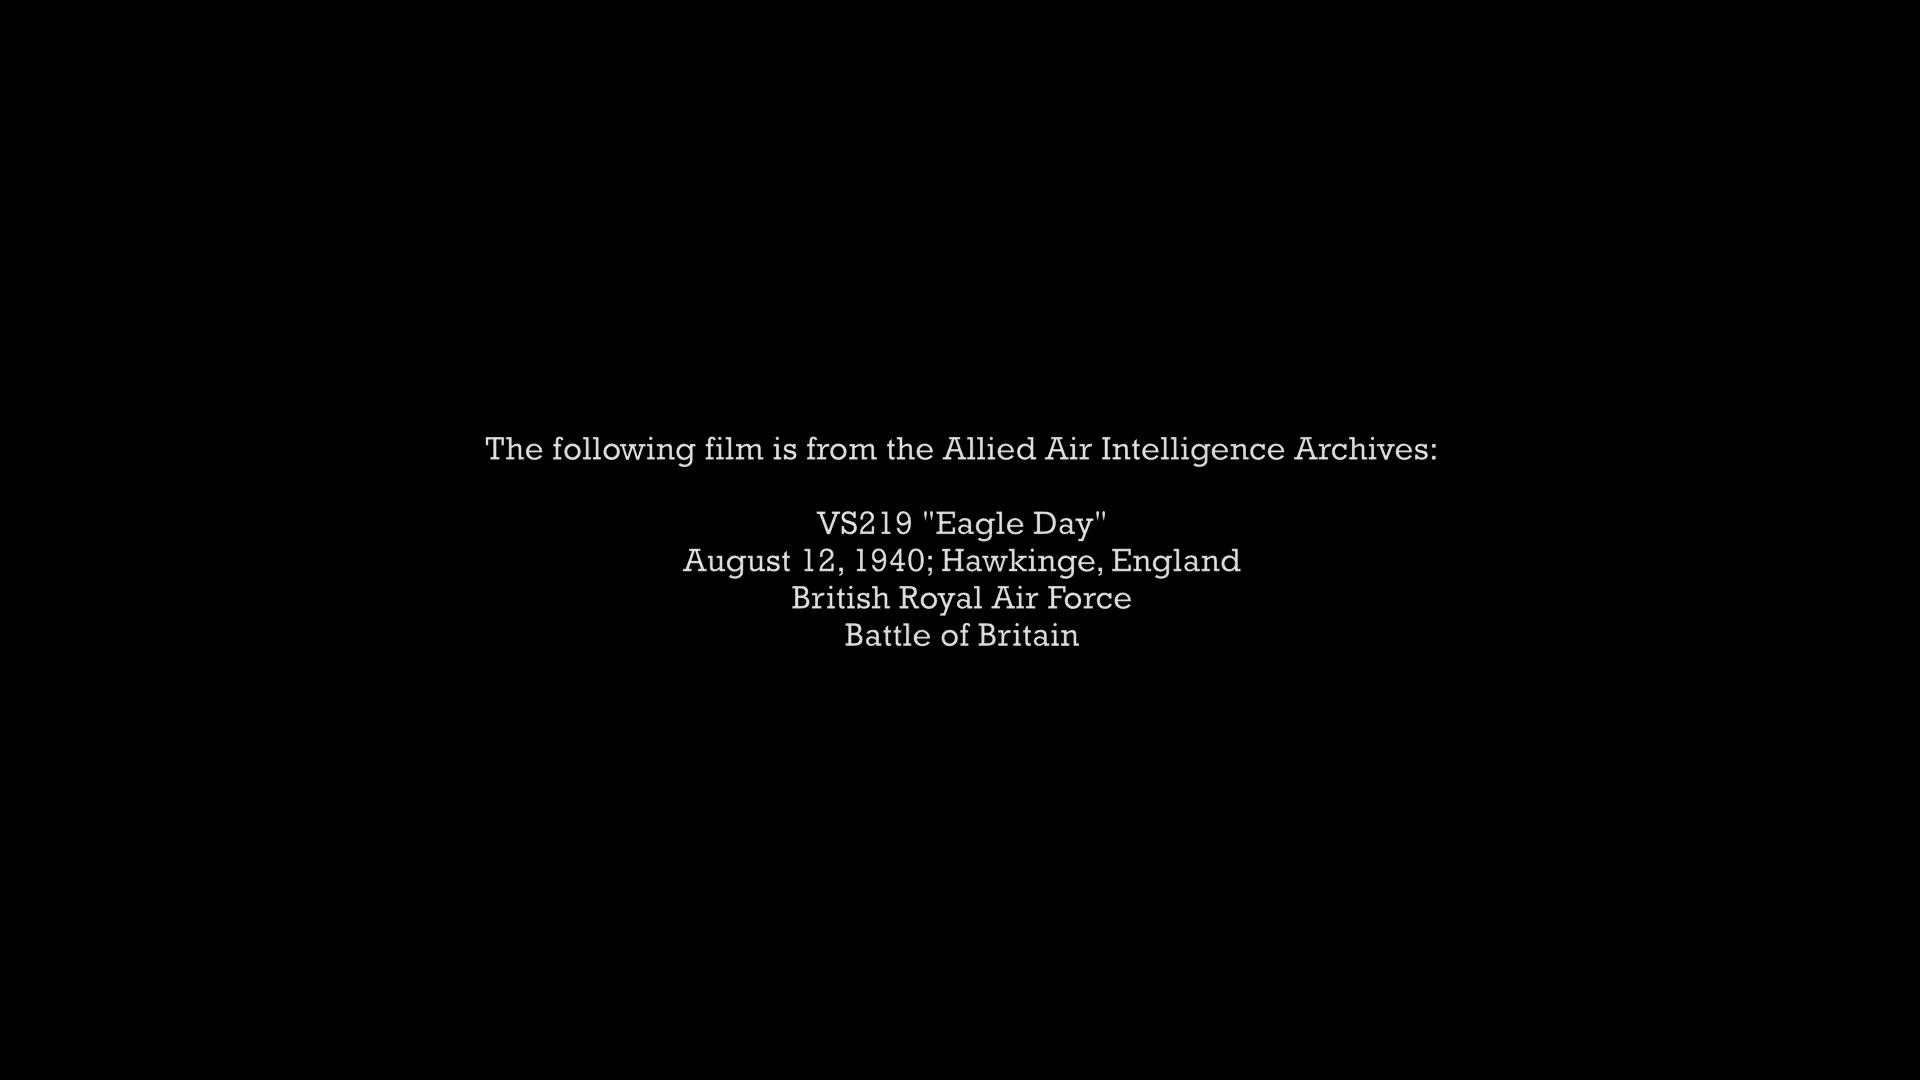 The following film is from the Allied Air Intelligence Archives:
VS219 "Eagle Day"
August 12, 1940; Hawkinge, England
British Royal Air Force
Battle of Britain